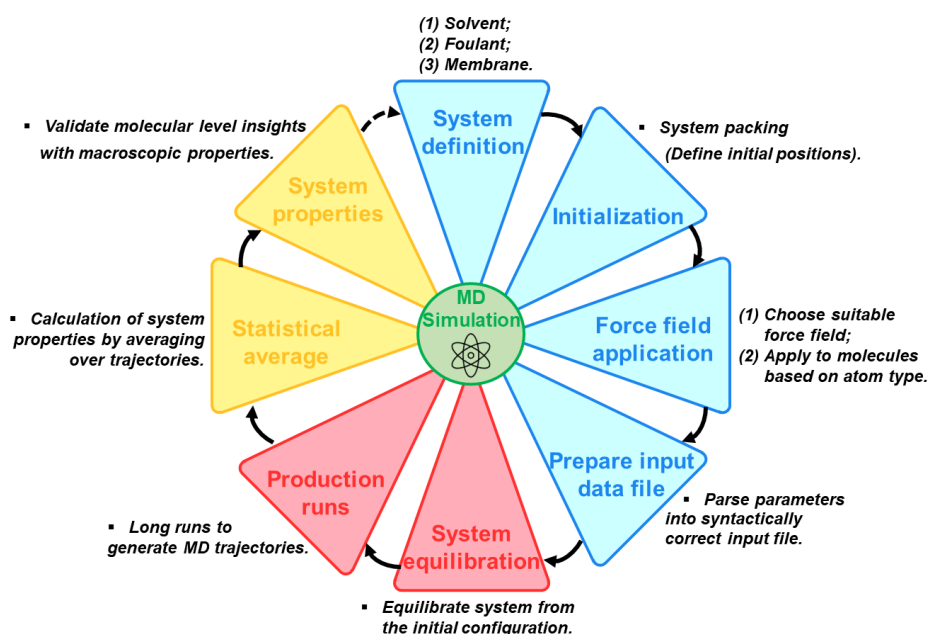 (1) Solvent;
(2) Foulant;
(3) Membrane.
System
definition
▪ System packing
(Define initial positions).
Initialization
(1) Choose suitable
force field;
(2) Apply to molecules
based on atom type.
Force field
application
Prepare input
data file
▪ Parse parameters
into syntactically
correct input file.
System
equilibration
▪ Equilibrate system from
the initial configuration.
Production
runs
▪ Long runs to
generate MD trajectories.
Statistical
average
▪ Calculation of system
properties by averaging
over trajectories.
System
properties
▪ Validate molecular level insights
with macroscopic properties.
MD
Simulation